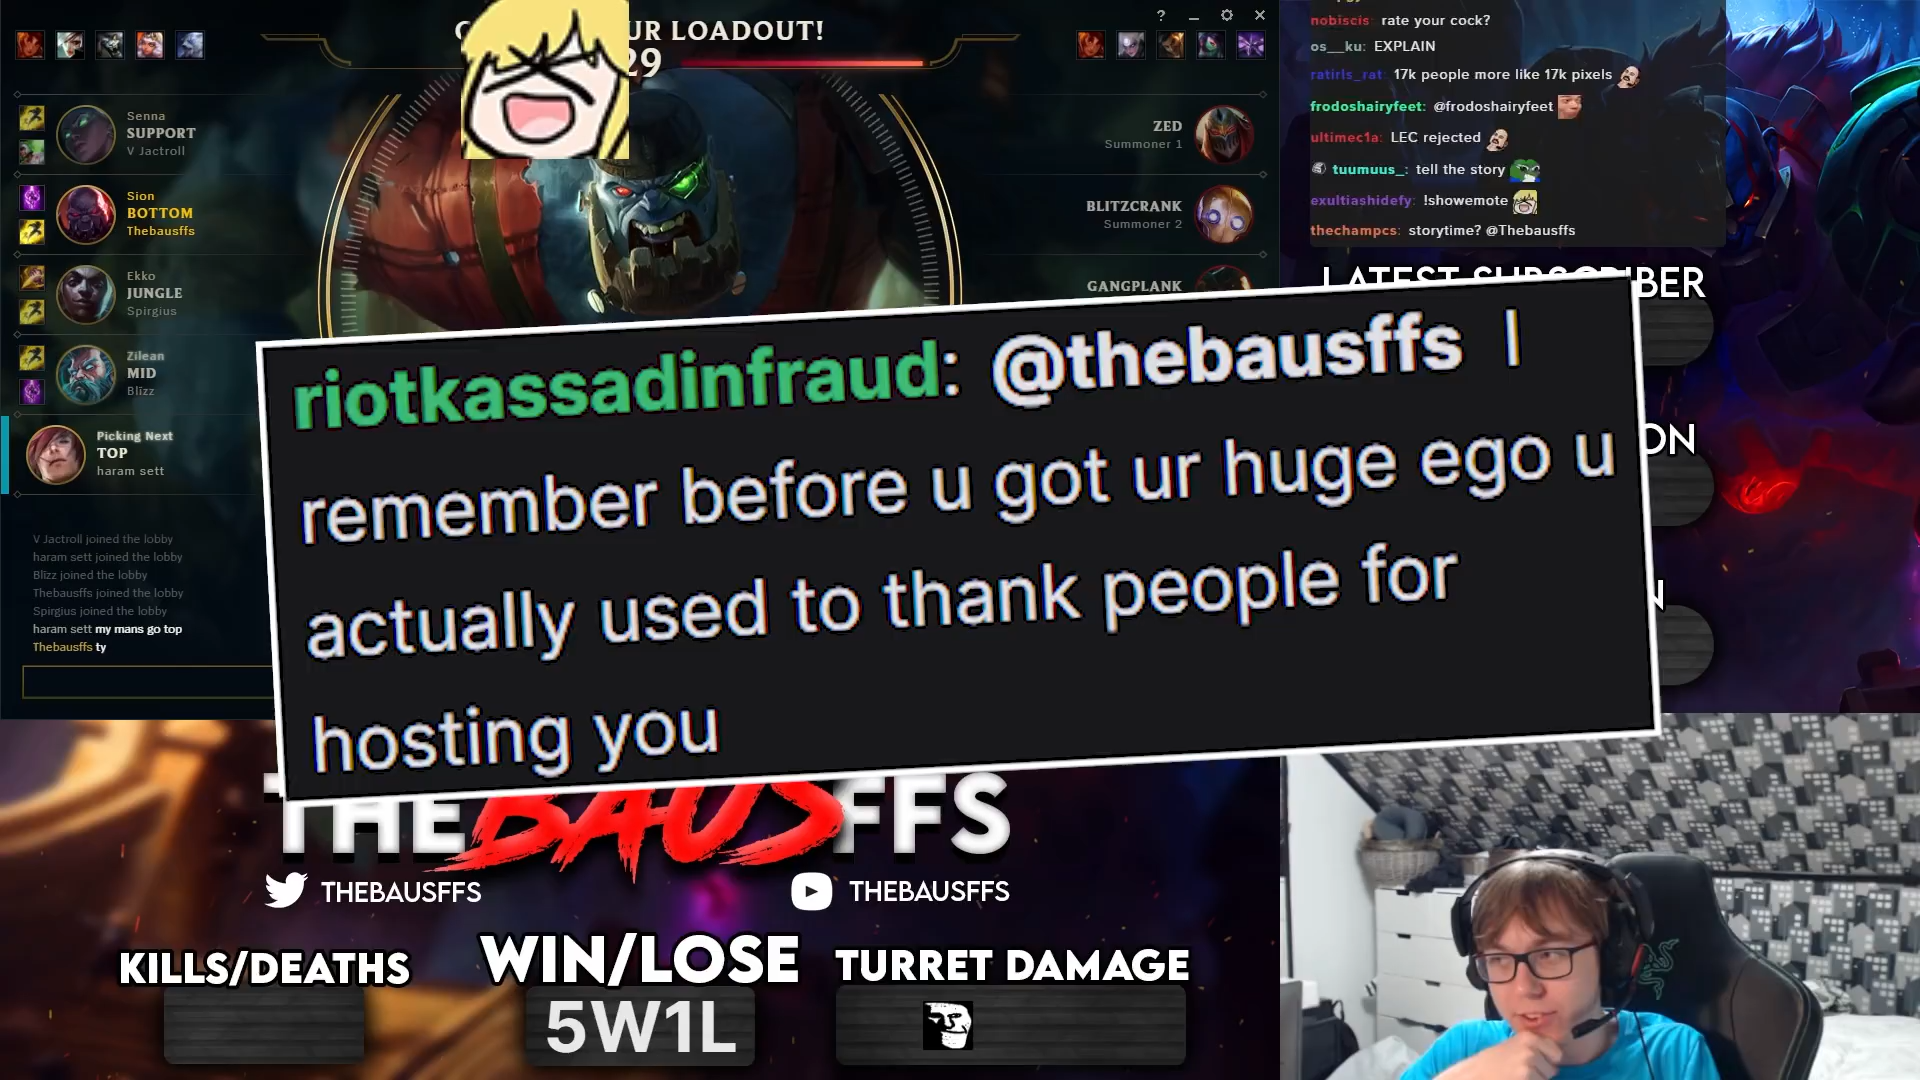 UR LOADOUT!
29
?
Senna
SUPPORT
V Jactroll
Sion
BOTTOM
Thebausffs
Ekko
JUNGLE
Spirgius
Zilean
MID
Blizz
Picking Next
TOP
haram sett
V Jactroll joined the lobby
haram sett joined the lobby
Blizz joined the lobby
Thebausffs joined the lobby
Spirgius joined the lobby
haram sett my mans go top
Thebausffs ty
ZED
Summoner 1
BLITZCRANK
Summoner 2
GANGPLANK
nobiscis: rate your cock?
os__ku: EXPLAIN
ratirls_rat: 17k people more like 17k pixels
frodoshairyfeet: @frodoshairyfeet
ultimec1a: LEC rejected
tuumuus_: tell the story
exultiashidefy: !showemote
thechampcs: storytime? @Thebausffs
LATEST SUBSCRIBER
riotkassadinfraud: @thebausffs I
remember before u got ur huge ego u
actually used to thank people for
hosting you
THEBAUSFFS
THEBAUSFFS
THEBAUSFFS
KILLS/DEATHS
WIN/LOSE
TURRET DAMAGE
5W1L